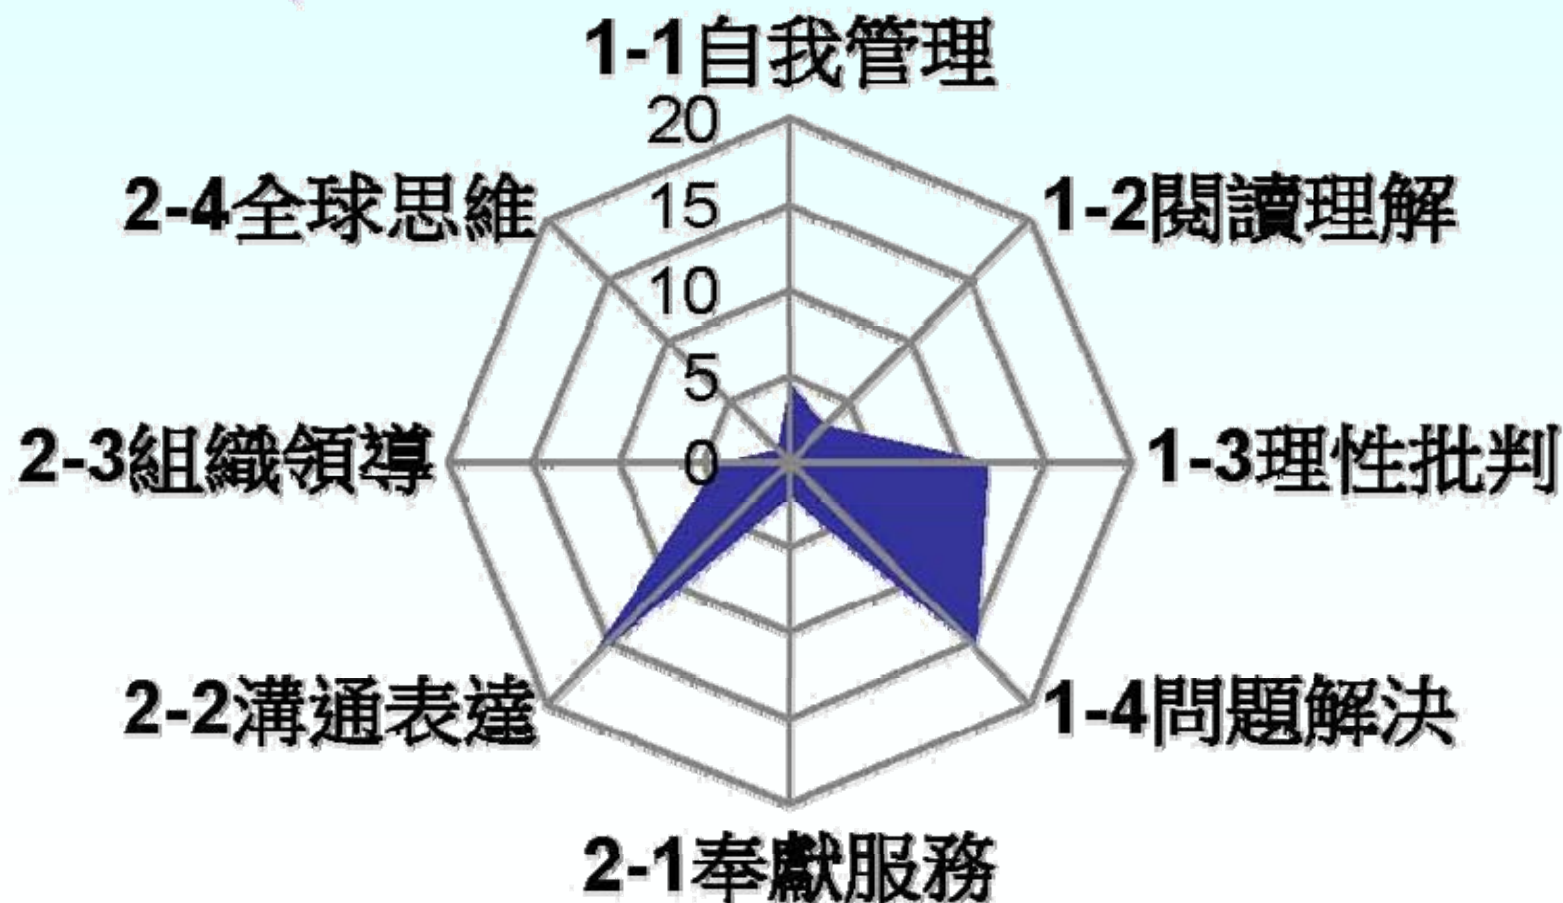 1-1自我管理
20
2-4全球思維
15
1-2閱讀理解
10
5
2-3組織領導
0
1-3理性批判
2-2溝通表達
1-4問題解決
2-1奉獻服務